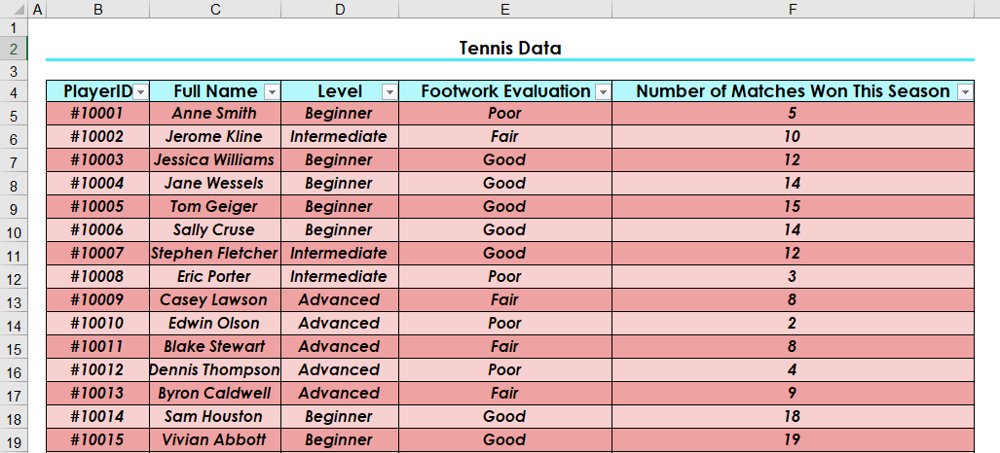 A B C D E F
1
2 Tennis Data
3
4 PlayerID Full Name Level Footwork Evaluation Number of Matches Won This Season
5 #10001 Anne Smith Beginner Poor 5
6 #10002 Jerome Kline Intermediate Fair 10
7 #10003 Jessica Williams Beginner Good 12
8 #10004 Jane Wessels Beginner Good 14
9 #10005 Tom Geiger Beginner Good 15
10 #10006 Sally Cruse Beginner Good 14
11 #10007 Stephen Fletcher Intermediate Good 12
12 #10008 Eric Porter Intermediate Poor 3
13 #10009 Casey Lawson Advanced Fair 8
14 #10010 Edwin Olson Advanced Poor 2
15 #10011 Blake Stewart Advanced Fair 8
16 #10012 Dennis Thompson Advanced Poor 4
17 #10013 Byron Caldwell Advanced Fair 9
18 #10014 Sam Houston Beginner Good 18
19 #10015 Vivian Abbott Beginner Good 19